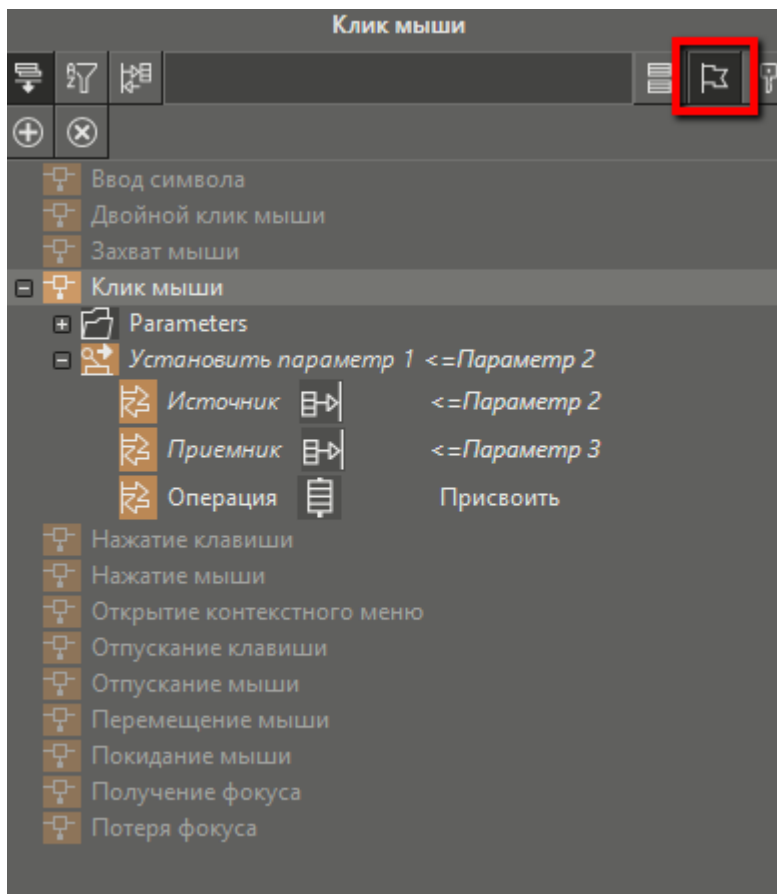 Клик мыши
Ввод символа
Двойной клик мыши
Захват мыши
Клик мыши
Parameters
Установить параметр 1 <=Параметр 2
Источник <=Параметр 2
Приемник <=Параметр 3
Операция Присвоить
Нажатие клавиши
Нажатие мыши
Открытие контекстного меню
Отпускание клавиши
Отпускание мыши
Перемещение мыши
Покидание мыши
Получение фокуса
Потеря фокуса